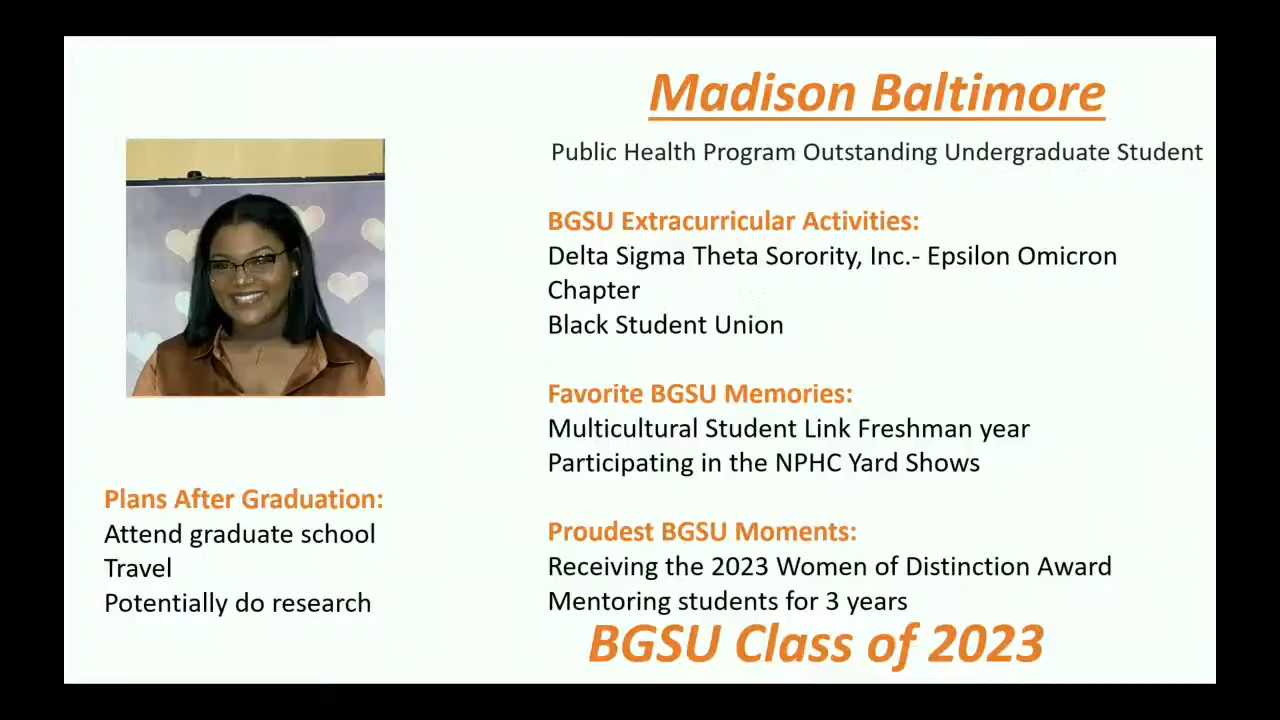 Madison Baltimore
Public Health Program Outstanding Undergraduate Student
BGSU Extracurricular Activities:
Delta Sigma Theta Sorority, Inc.- Epsilon Omicron
Chapter
Black Student Union
Favorite BGSU Memories:
Multicultural Student Link Freshman year
Participating in the NPHC Yard Shows
Plans After Graduation:
Attend graduate school
Travel
Potentially do research
Proudest BGSU Moments:
Receiving the 2023 Women of Distinction Award
Mentoring students for 3 years
BGSU Class of 2023